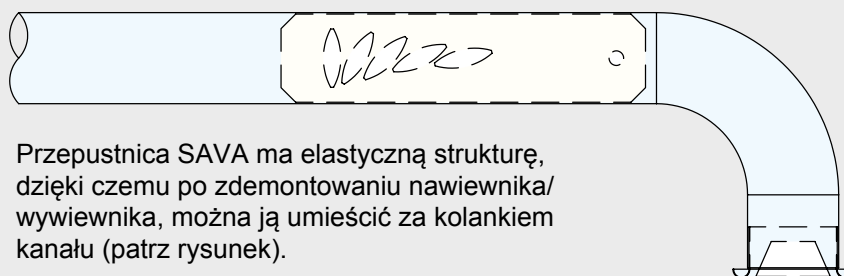 Przepustnica SAVA ma elastyczną strukturę,
dzięki czemu po zdemontowaniu nawiewnika/
wywiewnika, można ją umieścić za kolankiem
kanału (patrz rysunek).